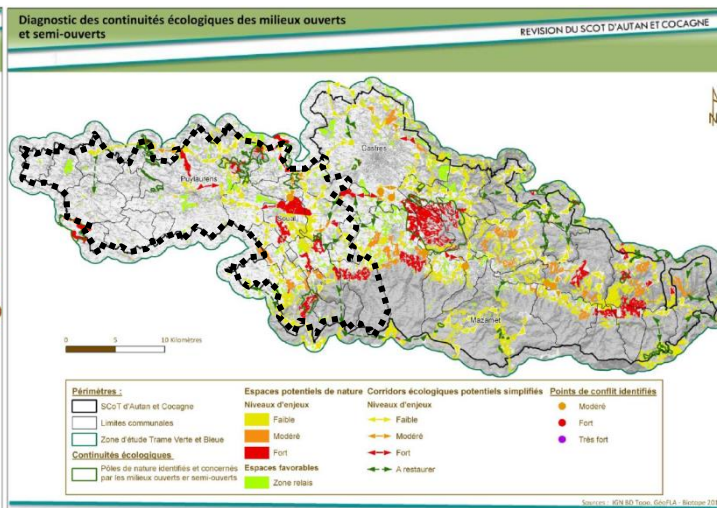 Diagnostic des continuités écologiques des milieux ouverts
et semi-ouverts
REVISION DU SCOT D'AUTAN ET COCAGNE
N
Castres
Puylaurens
Soual
Mazamet
0 5 10 Kilomètres
Périmètres :
SCoT d'Autan et Cocagne
Limites communales
Zone d'étude Trame Verte et Bleue
Continuités écologiques
Pôles de nature identifiés et concernés
par les milieux ouverts er semi-ouverts
Espaces potentiels de nature
Niveaux d'enjeu
Faible
Modéré
Fort
Espaces favorables
Zone relais
Corridors écologiques potentiels simplifiés
Niveaux d'enjeu
Faible
Modéré
Fort
A restaurer
Points de conflit identifiés
Modéré
Fort
Très fort
Sources : IGN BD Topo, GéoFLA - Biotope